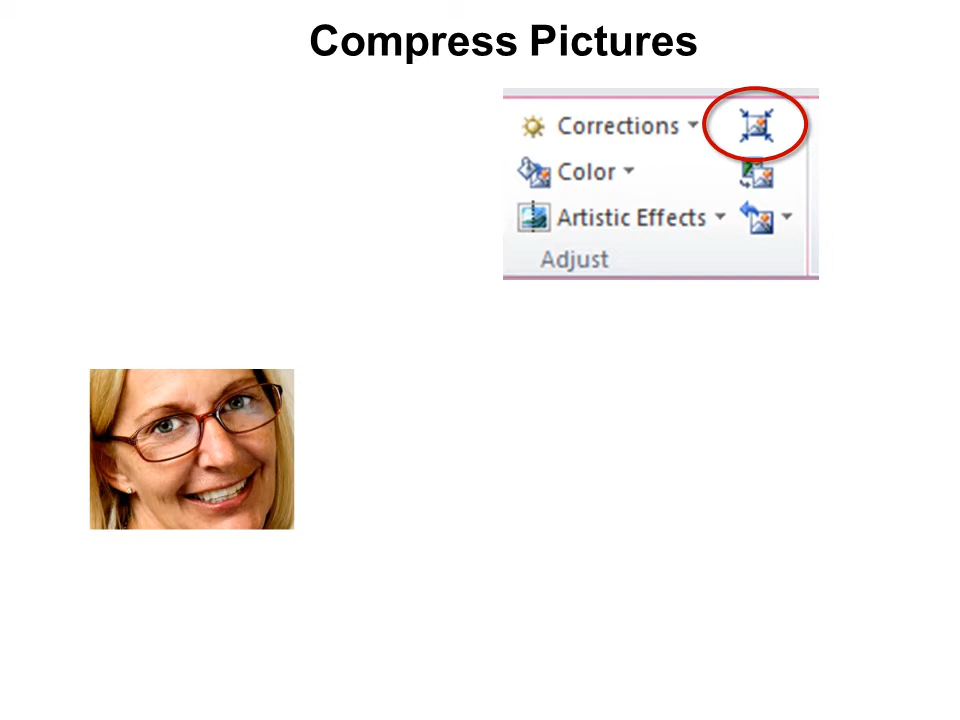 Compress Pictures
Corrections
Color
Artistic Effects
Adjust